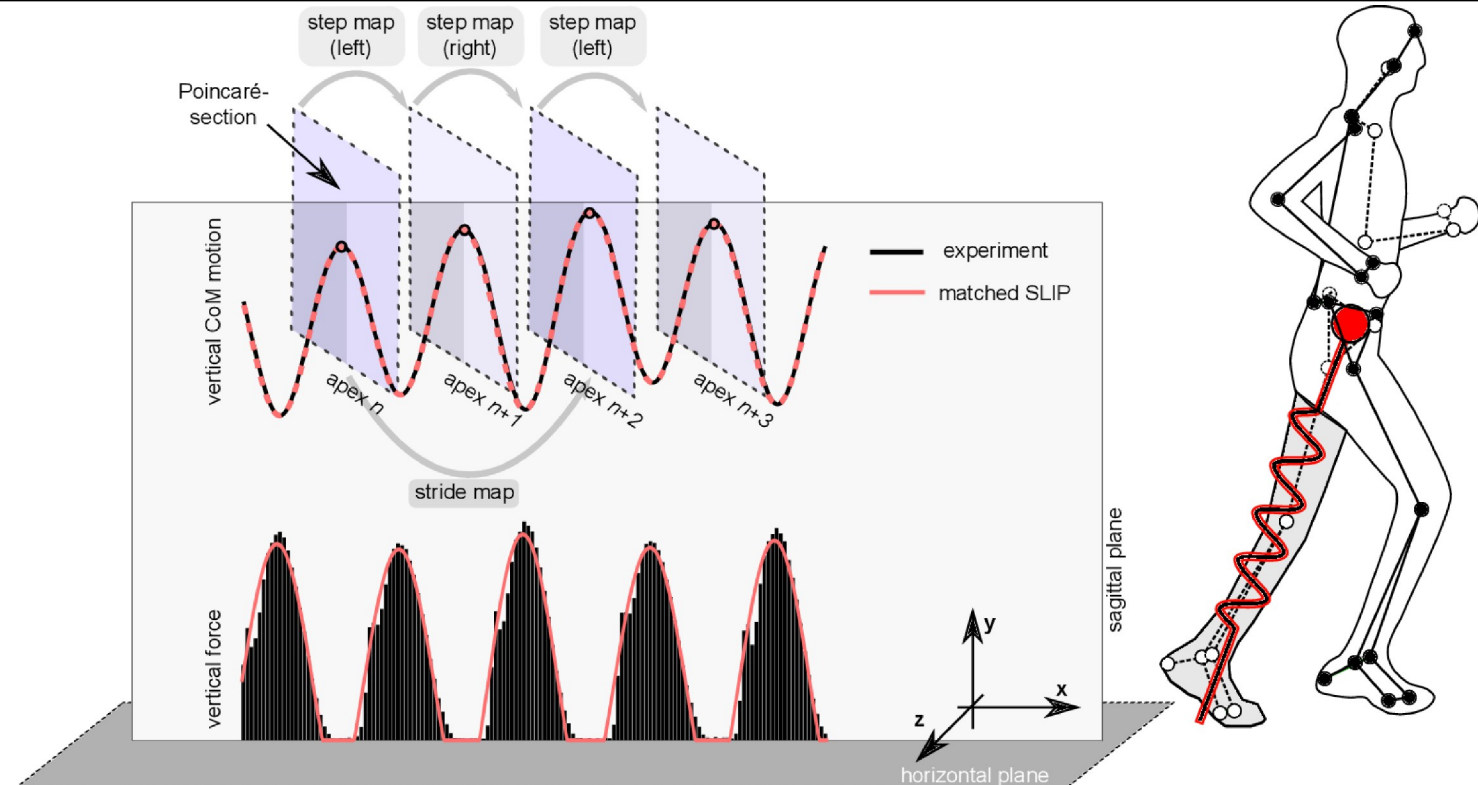 step map
(left)
step map
(right)
step map
(left)
Poincaré-
section
vertical CoM motion
experiment
matched SLIP
apex n
apex n+1
apex n+2
apex n+3
stride map
vertical force
sagittal plane
y
x
z
horizontal plane